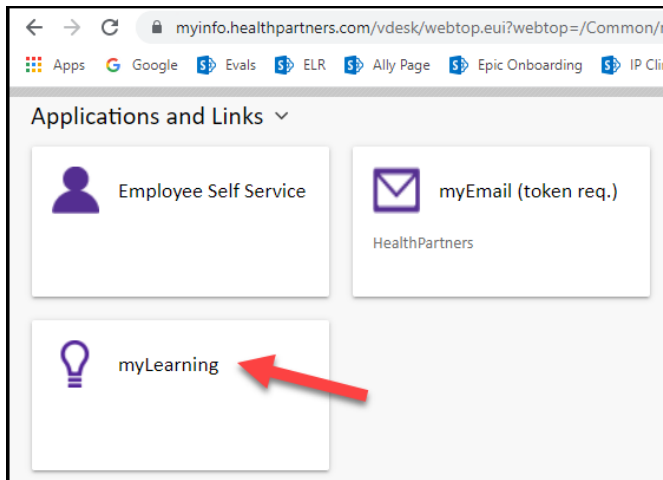 myinfo.healthpartners.com/vdesk/webtop.eui?webtop=/Common/
Apps Google Evals ELR Ally Page Epic Onboarding IP Cli
Applications and Links
Employee Self Service
myEmail (token req.)
HealthPartners
myLearning